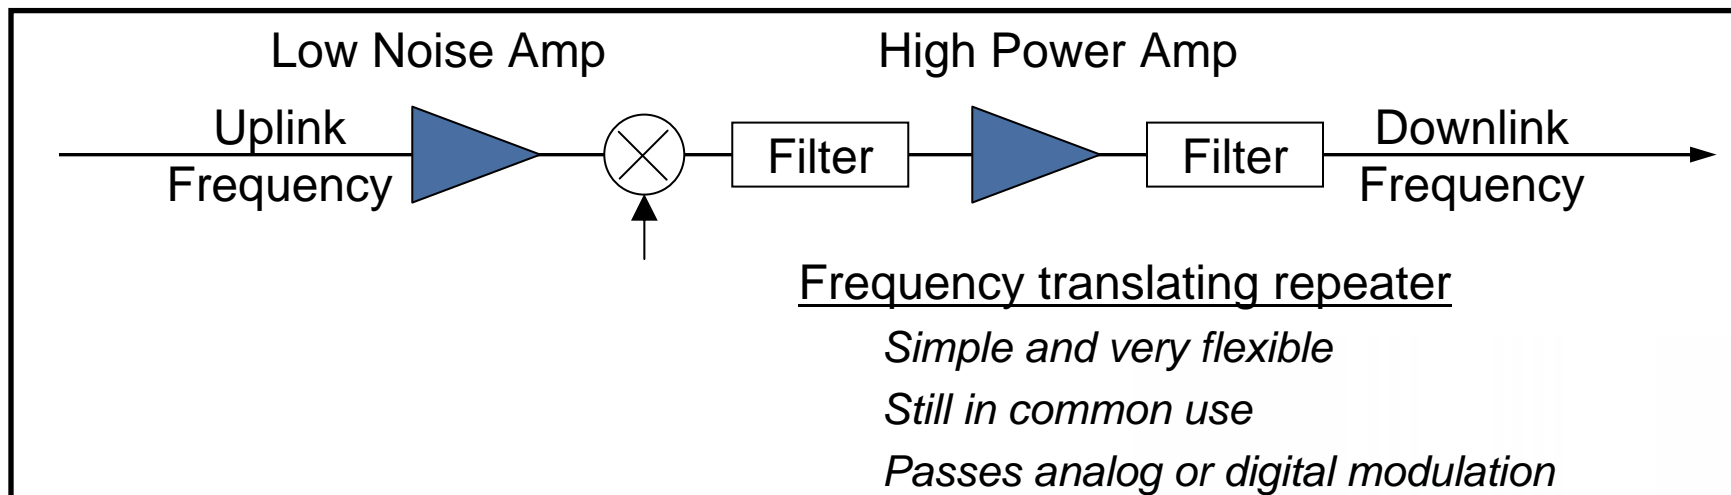 Low Noise Amp
High Power Amp
Uplink
Frequency
Filter
Filter
Downlink
Frequency
Frequency translating repeater
Simple and very flexible
Still in common use
Passes analog or digital modulation